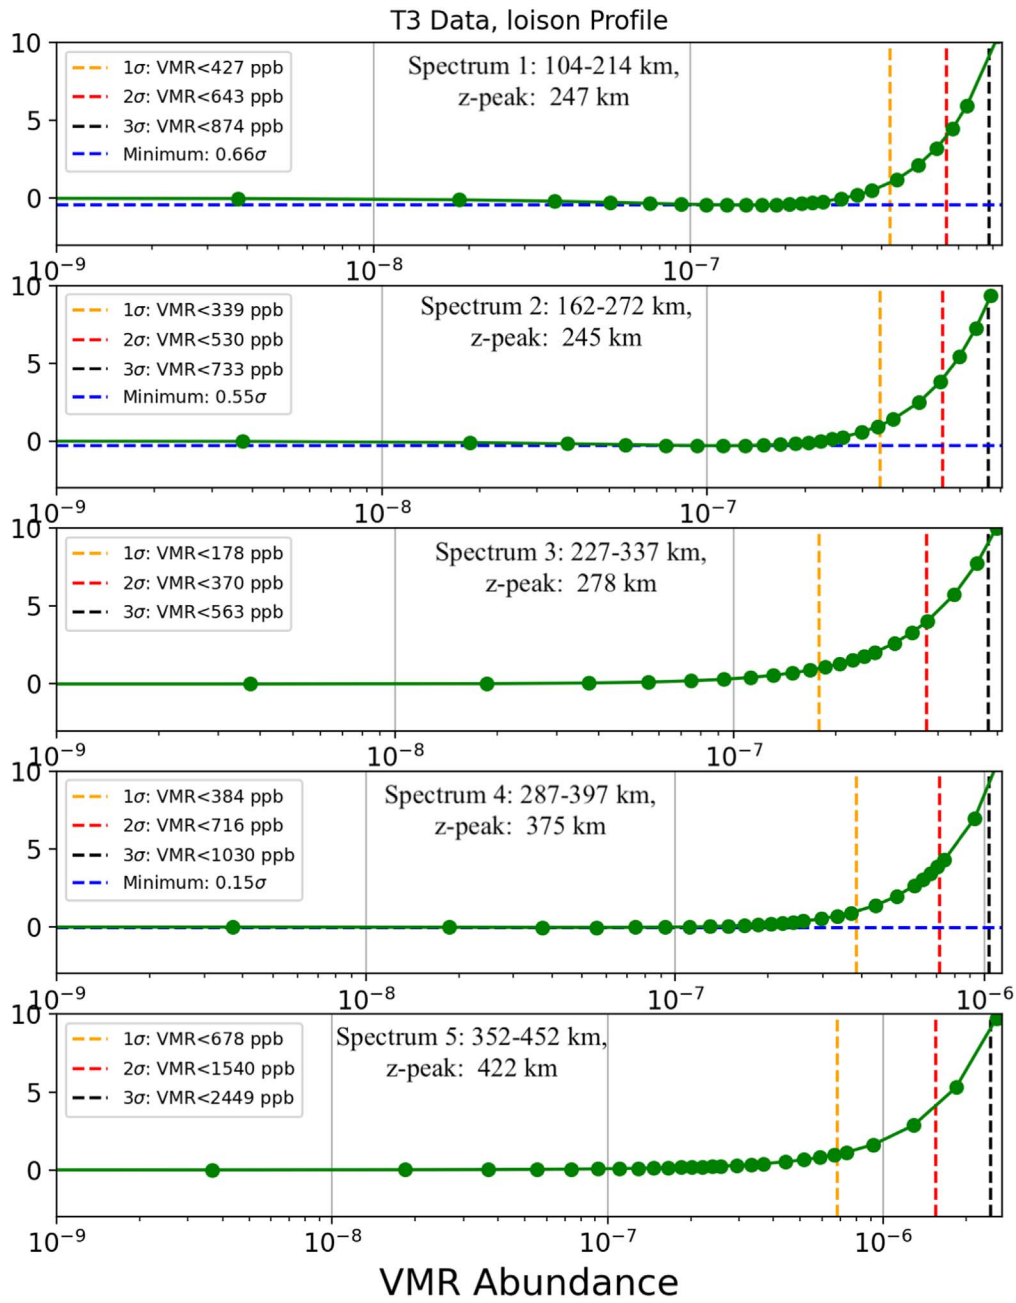 T3 Data, loison Profile
10
5
0
1σ: VMR<427 ppb
2σ: VMR<643 ppb
3σ: VMR<874 ppb
Minimum: 0.66σ
Spectrum 1: 104-214 km,
z-peak: 247 km
10⁻⁹ 10⁻⁸ 10⁻⁷
10
5
0
1σ: VMR<339 ppb
2σ: VMR<530 ppb
3σ: VMR<733 ppb
Minimum: 0.55σ
Spectrum 2: 162-272 km,
z-peak: 245 km
10⁻⁹ 10⁻⁸ 10⁻⁷
10
5
0
1σ: VMR<178 ppb
2σ: VMR<370 ppb
3σ: VMR<563 ppb
Spectrum 3: 227-337 km,
z-peak: 278 km
10⁻⁹ 10⁻⁸ 10⁻⁷
10
5
0
1σ: VMR<384 ppb
2σ: VMR<716 ppb
3σ: VMR<1030 ppb
Minimum: 0.15σ
Spectrum 4: 287-397 km,
z-peak: 375 km
10⁻⁹ 10⁻⁸ 10⁻⁷ 10⁻⁶
10
5
0
1σ: VMR<678 ppb
2σ: VMR<1540 ppb
3σ: VMR<2449 ppb
Spectrum 5: 352-452 km,
z-peak: 422 km
10⁻⁹ 10⁻⁸ 10⁻⁷ 10⁻⁶
VMR Abundance